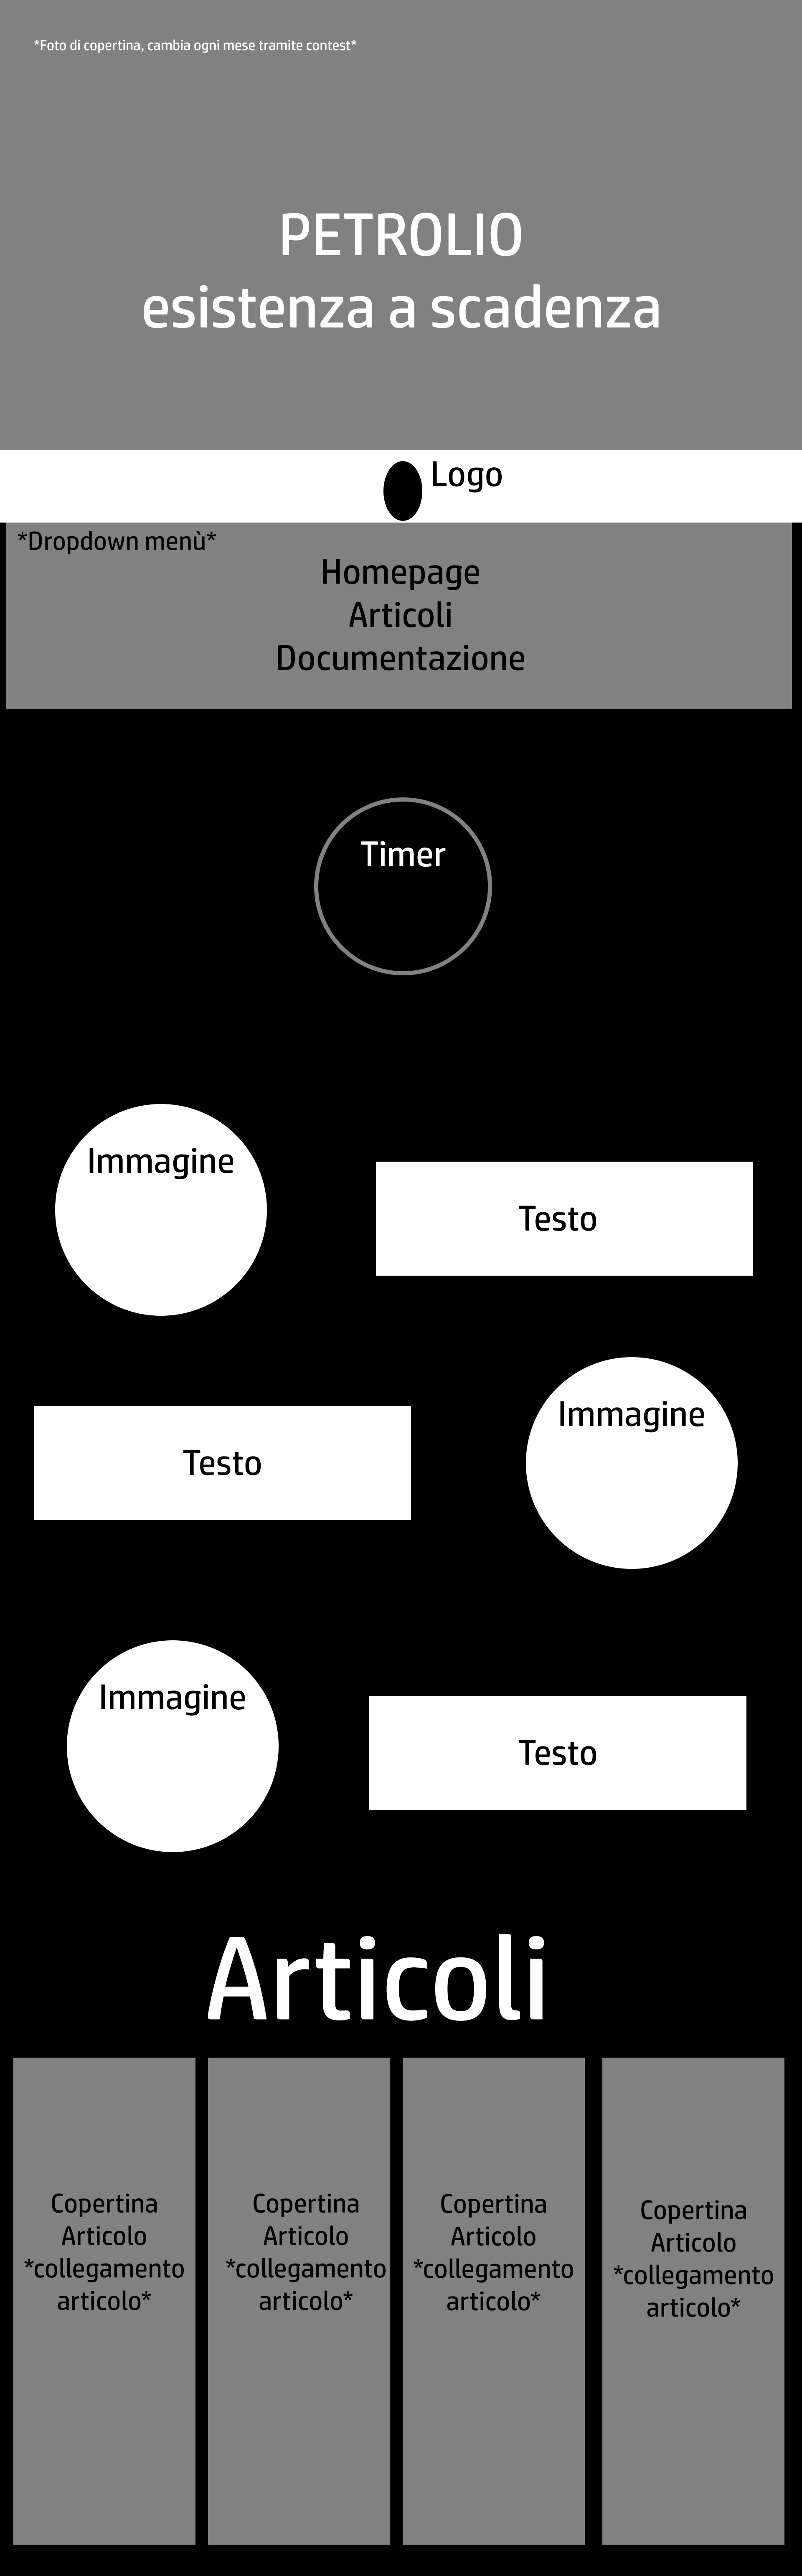 *Foto di copertina, cambia ogni mese tramite contest*
PETROLIO
esistenza a scadenza
Logo
*Dropdown menù*
Homepage
Articoli
Documentazione
Timer
Immagine
Testo
Testo
Immagine
Immagine
Testo
Articoli
Copertina
Articolo
*collegamento
articolo*
Copertina
Articolo
*collegamento
articolo*
Copertina
Articolo
*collegamento
articolo*
Copertina
Articolo
*collegamento
articolo*